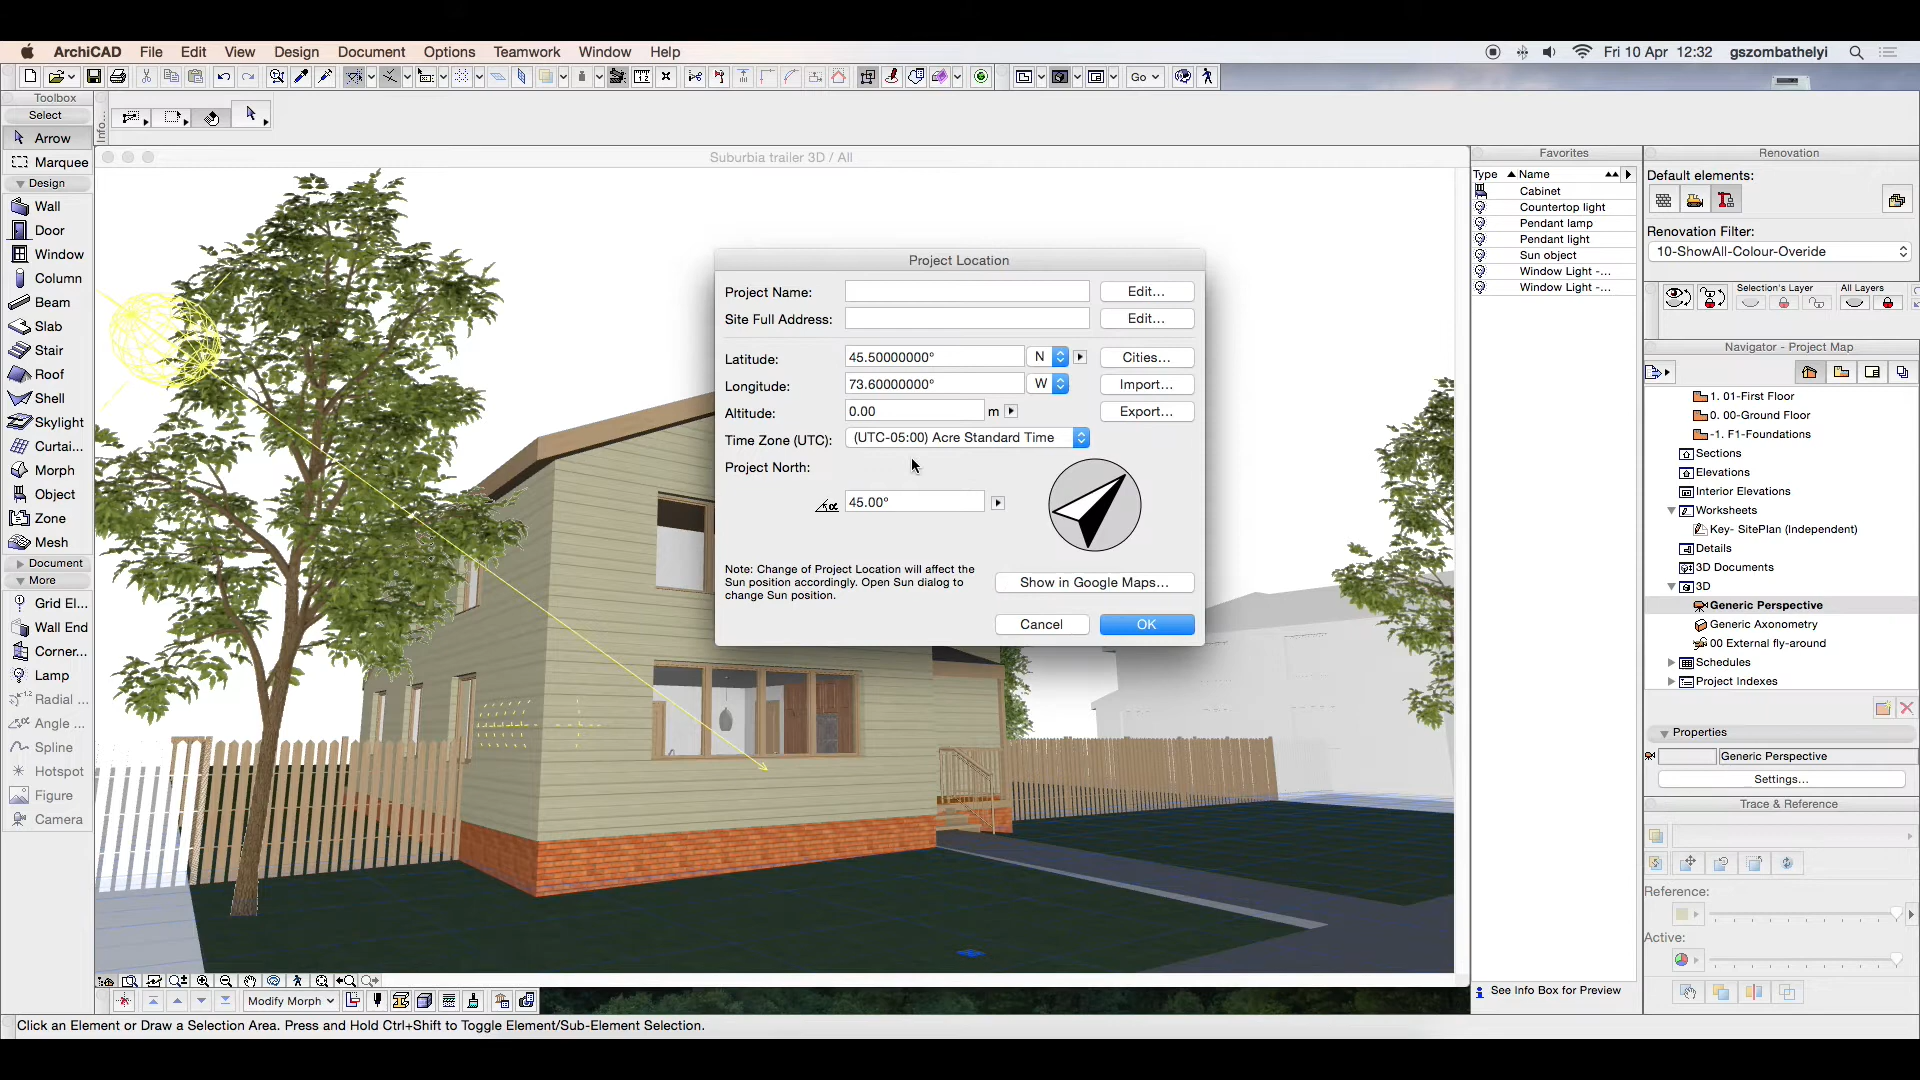 ArchiCAD File Edit View Design Document Options Teamwork Window Help Fri 10 Apr 12:32 gszombathelyi
Go
Toolbox
Select
Arrow
Marquee
Design
Wall
Door
Window
Column
Beam
Slab
Stair
Roof
Shell
Skylight
Curtai...
Morph
Object
Zone
Mesh
Document
More
Grid El...
Wall End
Corner...
Lamp
Radial ...
Angle ...
Spline
Hotspot
Figure
Camera
Info...
Suburbia trailer 3D / All
Project Location
Project Name: Edit...
Site Full Address: Edit...
Latitude: 45.50000000° N Cities...
Longitude: 73.60000000° W Import...
Altitude: 0.00 m Export...
Time Zone (UTC): (UTC-05:00) Acre Standard Time
Project North:
α 45.00°
Note: Change of Project Location will affect the
Sun position accordingly. Open Sun dialog to
change Sun position.
Show in Google Maps...
Cancel OK
Modify Morph
Click an Element or Draw a Selection Area. Press and Hold Ctrl+Shift to Toggle Element/Sub-Element Selection.
Favorites
Type Name
Cabinet
Countertop light
Pendant lamp
Pendant light
Sun object
Window Light -...
Window Light -...
See Info Box for Preview
Renovation
Default elements:
Renovation Filter:
10-ShowAll-Colour-Overide
Selection's Layer All Layers
Navigator - Project Map
1. 01-First Floor
0. 00-Ground Floor
-1. F1-Foundations
Sections
Elevations
Interior Elevations
Worksheets
Key- SitePlan (Independent)
Details
3D Documents
3D
Generic Perspective
Generic Axonometry
00 External fly-around
Schedules
Project Indexes
Properties
Generic Perspective
Settings...
Trace & Reference
Reference:
Active: